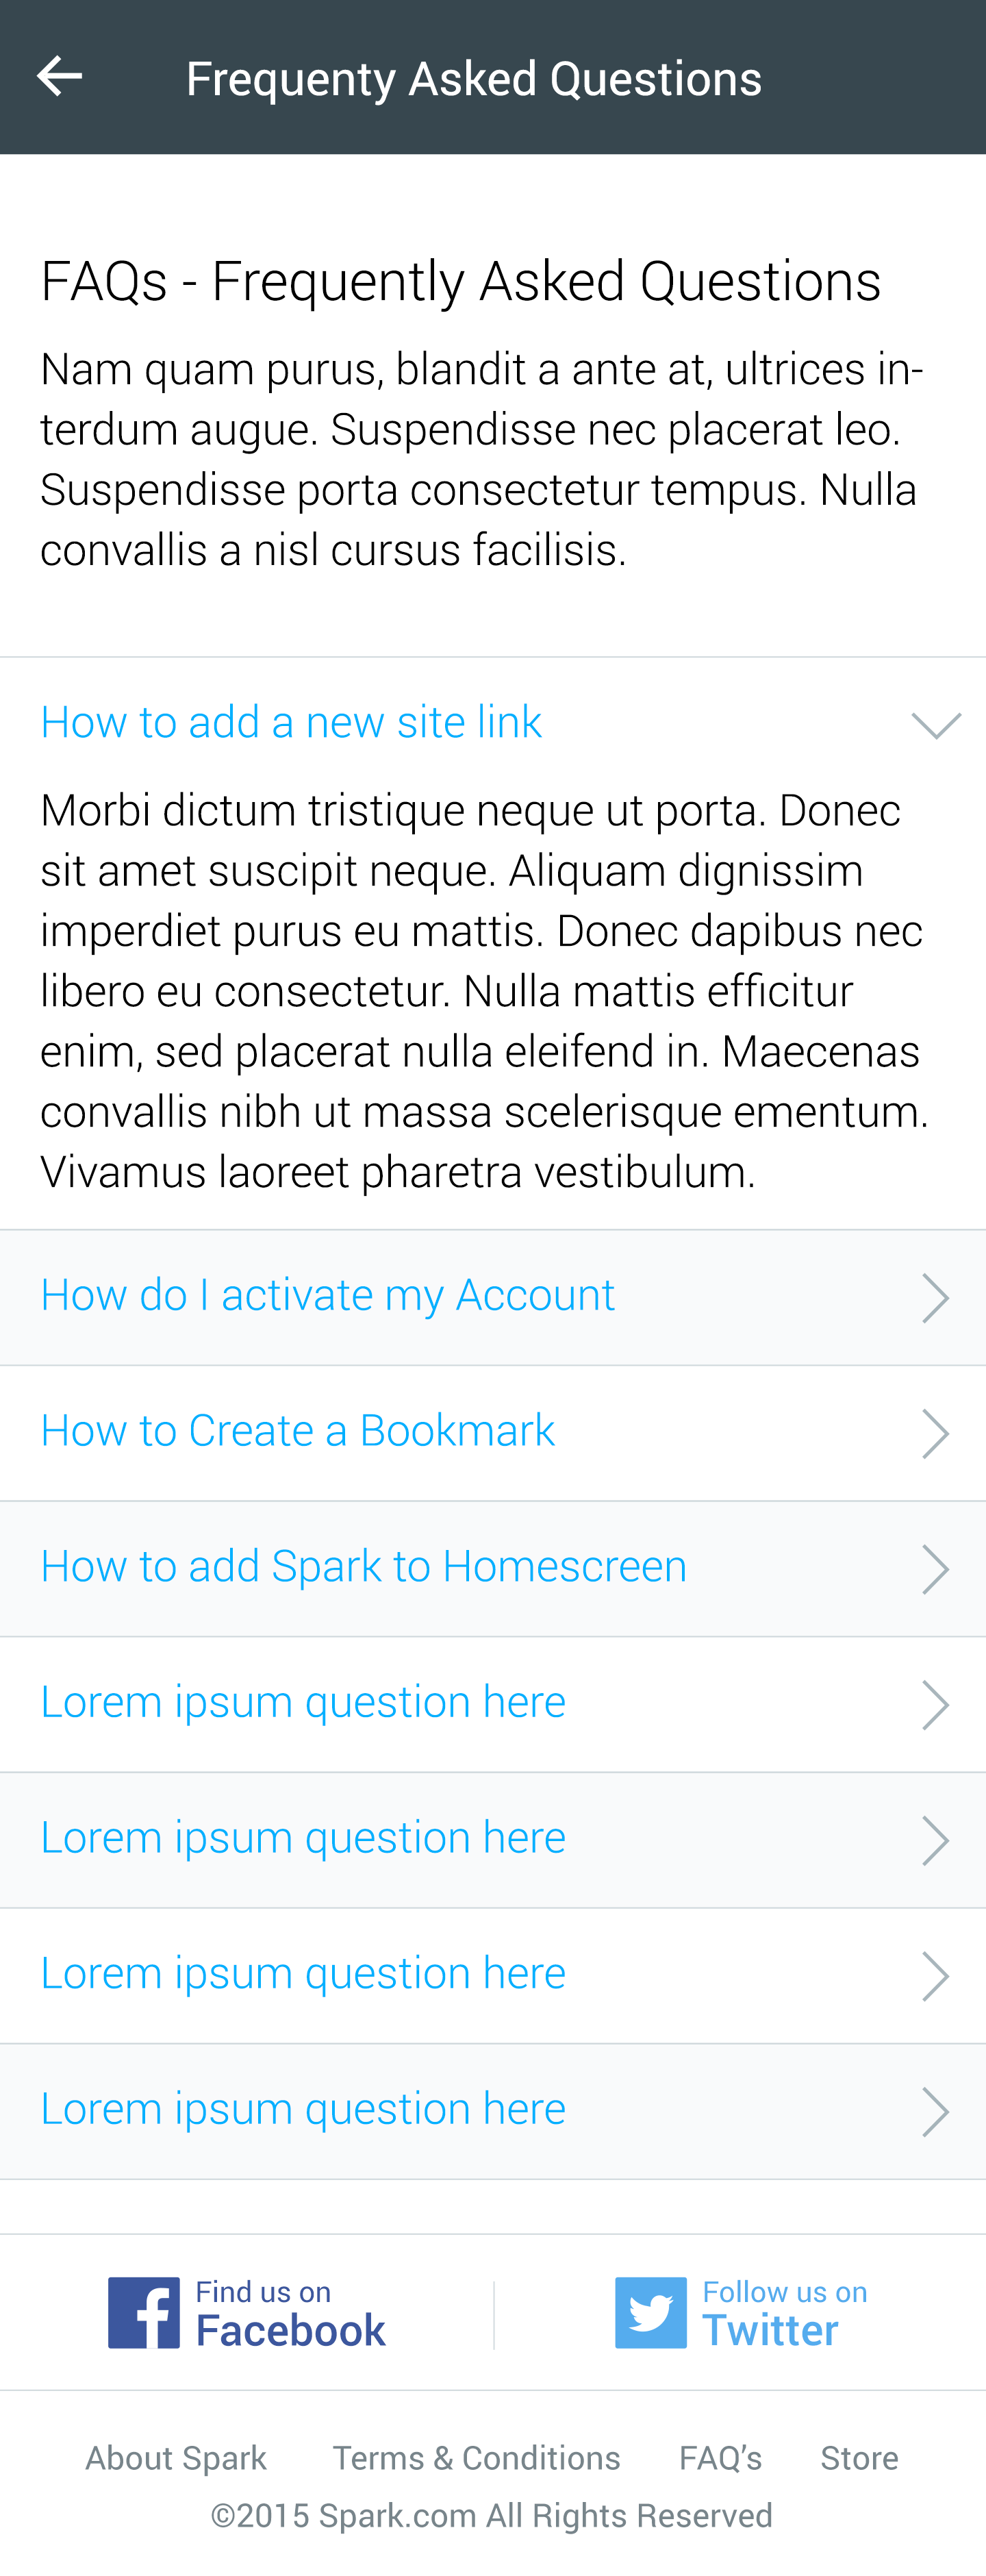 Frequenty Asked Questions
FAQs - Frequently Asked Questions
Nam quam purus, blandit a ante at, ultrices in-
terdum augue. Suspendisse nec placerat leo.
Suspendisse porta consectetur tempus. Nulla
convallis a nisl cursus facilisis.
How to add a new site link
Morbi dictum tristique neque ut porta. Donec
sit amet suscipit neque. Aliquam dignissim
imperdiet purus eu mattis. Donec dapibus nec
libero eu consectetur. Nulla mattis efficitur
enim, sed placerat nulla eleifend in. Maecenas
convallis nibh ut massa scelerisque ementum.
Vivamus laoreet pharetra vestibulum.
How do I activate my Account
How to Create a Bookmark
How to add Spark to Homescreen
Lorem ipsum question here
Lorem ipsum question here
Lorem ipsum question here
Lorem ipsum question here
Find us on
Facebook
Follow us on
Twitter
About Spark Terms & Conditions FAQ’s Store
©2015 Spark.com All Rights Reserved